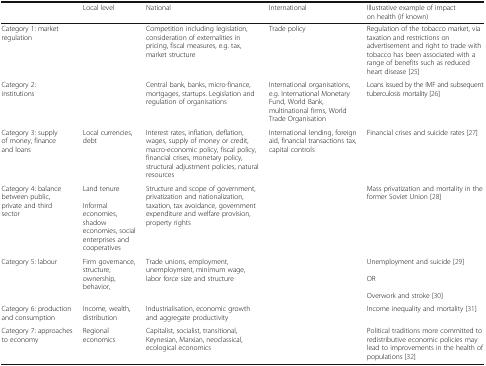 Local level National International Illustrative example of impact
on health (if known)
Category 1: market Competition including legislation, Trade policy Regulation of the tobacco market, via
regulation consideration of externalities in taxation and restrictions on
pricing, fiscal measures, e.g. tax, advertisement and right to trade with
market structure tobacco has been associated with a
range of benefits such as reduced
heart disease [25]
Category 2: Central bank, banks, micro-finance, International organisations, Loans issued by the IMF and subsequent
institutions mortgages, startups. Legislation and e.g. International Monetary tuberculosis mortality [26]
regulation of organisations Fund, World Bank,
multinational firms, World
Trade Organisation
Category 3: supply Local currencies, Interest rates, inflation, deflation, International lending, foreign Financial crises and suicide rates [27]
of money, finance debt wages, supply of money or credit, aid, financial transactions tax,
and loans macro-economic policy, fiscal policy, capital controls
financial crises, monetary policy,
structural adjustment policies, natural
resources
Category 4: balance Land tenure Structure and scope of government, Mass privatization and mortality in the
between public, privatization and nationalization, former Soviet Union [28]
private and third Informal taxation, tax avoidance, government
sector economies, expenditure and welfare provision,
shadow property rights
economies, social
enterprises and
cooperatives
Category 5: labour Firm governance, Trade unions, employment, Unemployment and suicide [29]
structure, unemployment, minimum wage,
ownership, labor force size and structure OR
behavior,
Overwork and stroke [30]
Category 6: production Income, wealth, Industrialisation, economic growth Income inequality and mortality [31]
and consumption distribution and aggregate productivity
Category 7: approaches Regional Capitalist, socialist, transitional, Political traditions more committed to
to economy economics Keynesian, Marxian, neoclassical, redistributive economic policies may
ecological economics lead to improvements in the health of
populations [32]